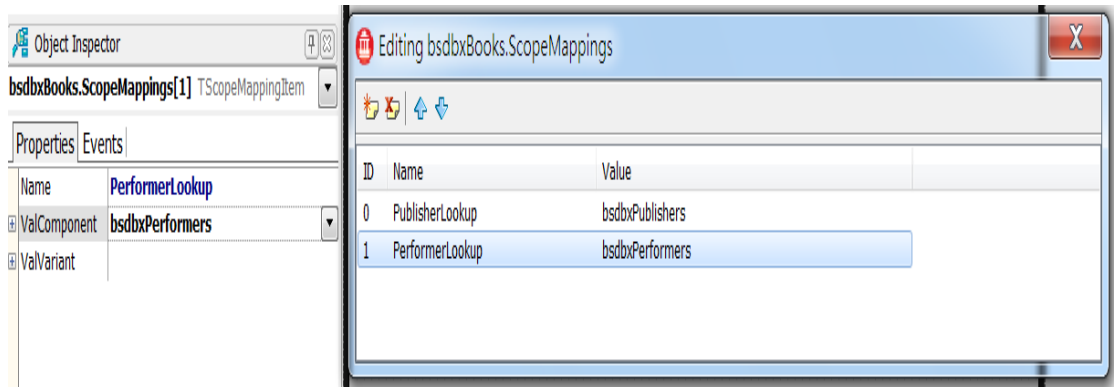 Object Inspector
bsdbxBooks.ScopeMappings[1] TScopeMappingItem
Properties Events
Name PerformerLookup
ValComponent bsdbxPerformers
ValVariant
Editing bsdbxBooks.ScopeMappings
ID Name Value
0 PublisherLookup bsdbxPublishers
1 PerformerLookup bsdbxPerformers